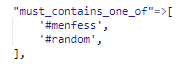 "must_contains_one_of"=>[
'#menfess',
'#random',
],